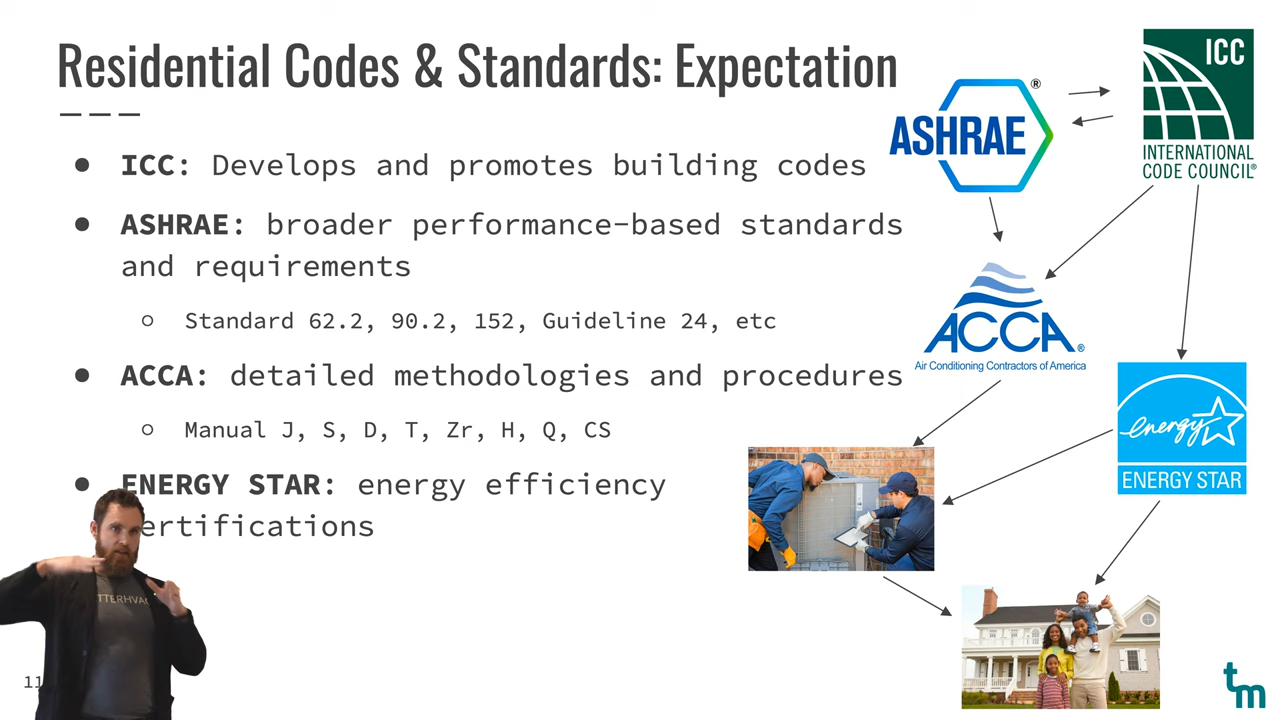 Residential Codes & Standards: Expectation
● ICC: Develops and promotes building codes
● ASHRAE: broader performance-based standards
and requirements
○ Standard 62.2, 90.2, 152, Guideline 24, etc
● ACCA: detailed methodologies and procedures
○ Manual J, S, D, T, Zr, H, Q, CS
● ENERGY STAR: energy efficiency
ertifications
ASHRAE®
ICC
INTERNATIONAL
CODE COUNCIL®
ACCA®
Air Conditioning Contractors of America
energy
ENERGY STAR
TTERHVA
11
tm